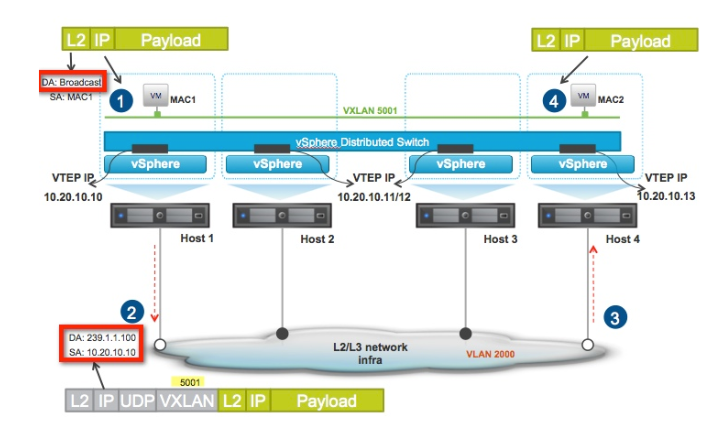 L2 IP Payload
L2 IP Payload
DA: Broadcast
SA: MAC1
1
VM
MAC1
4
VM
MAC2
VXLAN 5001
vSphere Distributed Switch
vSphere
vSphere
vSphere
vSphere
VTEP IP
10.20.10.10
VTEP IP
10.20.10.11/12
VTEP IP
10.20.10.13
Host 1
Host 2
Host 3
Host 4
2
3
DA: 239.1.1.100
SA: 10.20.10.10
L2/L3 network
infra
VLAN 2000
5001
L2 IP UDP VXLAN L2 IP Payload